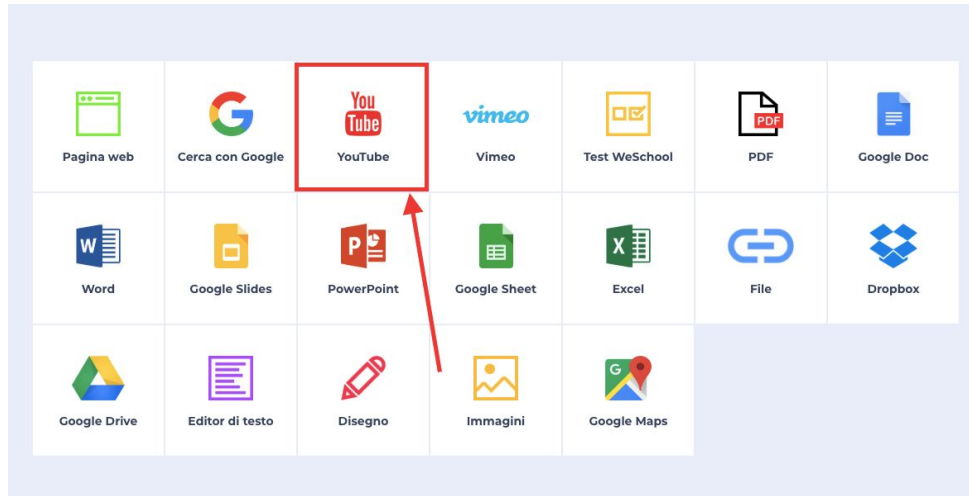 You
Tube
vimeo
PDF
Pagina web
Cerca con Google
YouTube
Vimeo
Test WeSchool
PDF
Google Doc
W
P
X
Word
Google Slides
PowerPoint
Google Sheet
Excel
File
Dropbox
G
Google Drive
Editor di testo
Disegno
Immagini
Google Maps